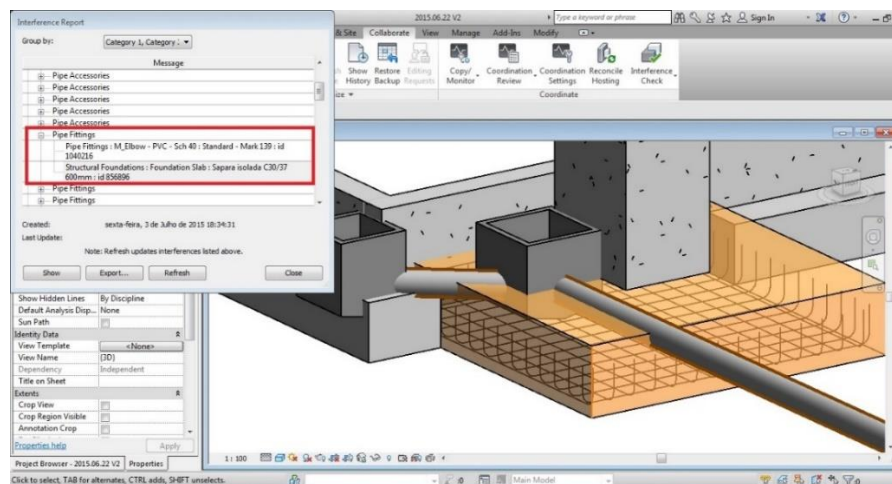 Interference Report
Group by:
Category 1, Category :
Message
Pipe Accessories
Pipe Accessories
Pipe Accessories
Pipe Accessories
Pipe Accessories
Pipe Fittings
Pipe Fittings : M_Elbow - PVC - Sch 40 : Standard - Mark 139 : id
1040216
Structural Foundations : Foundation Slab : Sapara isolada C30/37
600mm : id 856896
Pipe Fittings
Pipe Fittings
Created: sexta-feira, 3 de Julho de 2015 18:34:31
Last Update:
Note: Refresh updates interferences listed above.
Show Export... Refresh Close
2015.06.22 V2
Type a keyword or phrase
Sign In
& Site Collaborate View Manage Add-Ins Modify
Show History
Restore Backup
Editing Requests
Copy/ Monitor
Coordination Review
Coordination Settings
Reconcile Hosting
Interference Check
Coordinate
Show Hidden Lines By Discipline
Default Analysis Disp... None
Sun Path
Identity Data
View Template <None>
View Name {3D}
Dependency Independent
Title on Sheet
Extents
Crop View
Crop Region Visible
Annotation Crop
Properties help Apply
Project Browser - 2015.06.22 V2 Properties
1 : 100
Click to select, TAB for alternates, CTRL adds, SHIFT unselects.
:0
Main Model